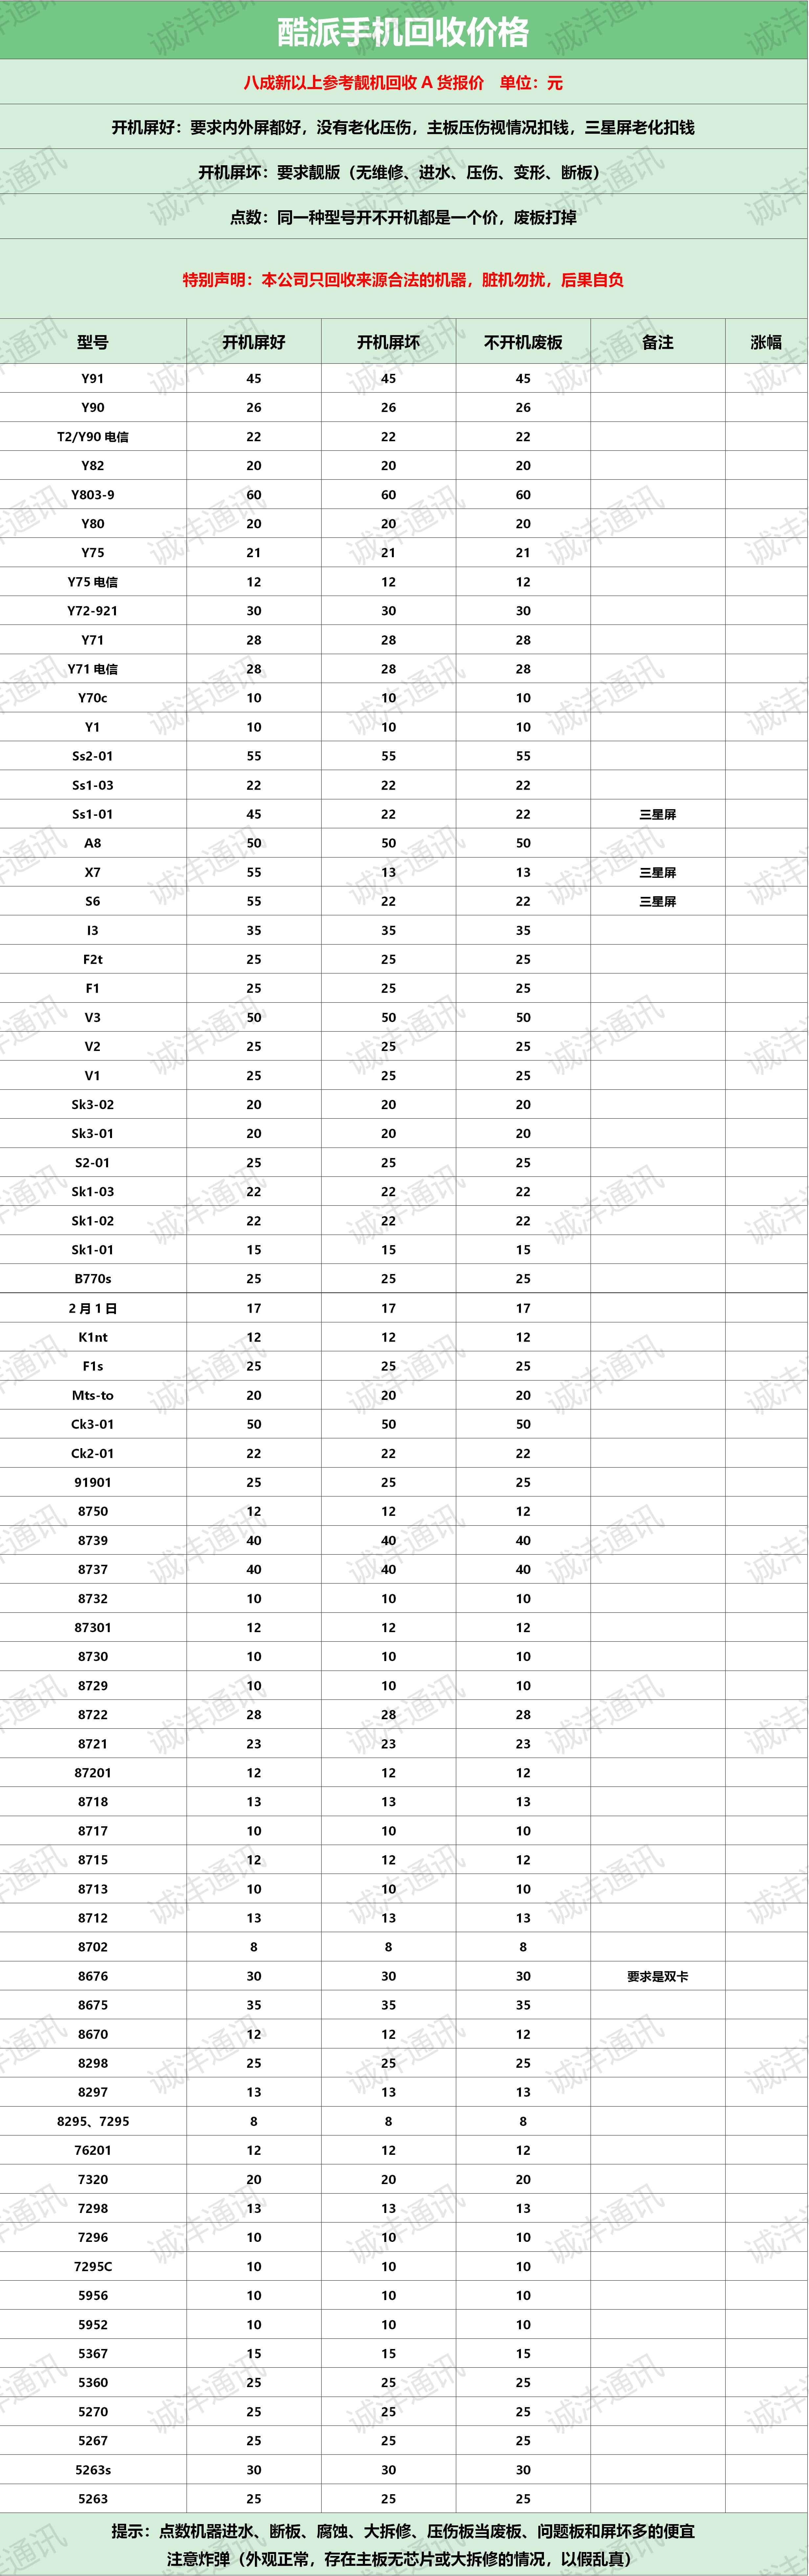 酷派手机回收价格
八成新以上参考靓机回收 A 货报价 单位：元
开机屏好：要求内外屏都好，没有老化压伤，主板压伤视情况扣钱，三星屏老化扣钱
开机屏坏：要求靓版（无维修、进水、压伤、变形、断板）
点数：同一种型号开不开机都是一个价，废板打掉
特别声明：本公司只回收来源合法的机器，脏机勿扰，后果自负
型号 开机屏好 开机屏坏 不开机废板 备注 涨幅
Y91 45 45 45
Y90 26 26 26
T2/Y90 电信 22 22 22
Y82 20 20 20
Y803-9 60 60 60
Y80 20 20 20
Y75 21 21 21
Y75 电信 12 12 12
Y72-921 30 30 30
Y71 28 28 28
Y71 电信 28 28 28
Y70c 10 10 10
Y1 10 10 10
Ss2-01 55 55 55
Ss1-03 22 22 22
Ss1-01 45 22 22 三星屏
A8 50 50 50
X7 55 13 13 三星屏
S6 55 22 22 三星屏
I3 35 35 35
F2t 25 25 25
F1 25 25 25
V3 50 50 50
V2 25 25 25
V1 25 25 25
Sk3-02 20 20 20
Sk3-01 20 20 20
S2-01 25 25 25
Sk1-03 22 22 22
Sk1-02 22 22 22
Sk1-01 15 15 15
B770s 25 25 25
2 月 1 日 17 17 17
K1nt 12 12 12
F1s 25 25 25
Mts-to 20 20 20
Ck3-01 50 50 50
Ck2-01 22 22 22
91901 25 25 25
8750 12 12 12
8739 40 40 40
8737 40 40 40
8732 10 10 10
87301 12 12 12
8730 10 10 10
8729 10 10 10
8722 28 28 28
8721 23 23 23
87201 12 12 12
8718 13 13 13
8717 10 10 10
8715 12 12 12
8713 10 10 10
8712 13 13 13
8702 8 8 8
8676 30 30 30 要求是双卡
8675 35 35 35
8670 12 12 12
8298 25 25 25
8297 13 13 13
8295、7295 8 8 8
76201 12 12 12
7320 20 20 20
7298 13 13 13
7296 10 10 10
7295C 10 10 10
5956 10 10 10
5952 10 10 10
5367 15 15 15
5360 25 25 25
5270 25 25 25
5267 25 25 25
5263s 30 30 30
5263 25 25 25
提示：点数机器进水、断板、腐蚀、大拆修、压伤板当废板、问题板和屏坏多的便宜
注意炸弹（外观正常，存在主板无芯片或大拆修的情况，以假乱真）
诚沣通讯